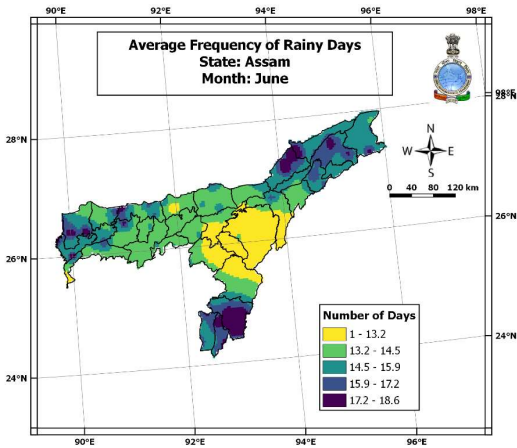 90°E 92°E 94°E 96°E 98°E
Average Frequency of Rainy Days
State: Assam
Month: June
98°E
28°N
28°N
N
W E
S
0 40 80 120 km
26°N
26°N
Number of Days
1 - 13.2
13.2 - 14.5
14.5 - 15.9
15.9 - 17.2
17.2 - 18.6
24°N
24°N
90°E 92°E 94°E 96°E